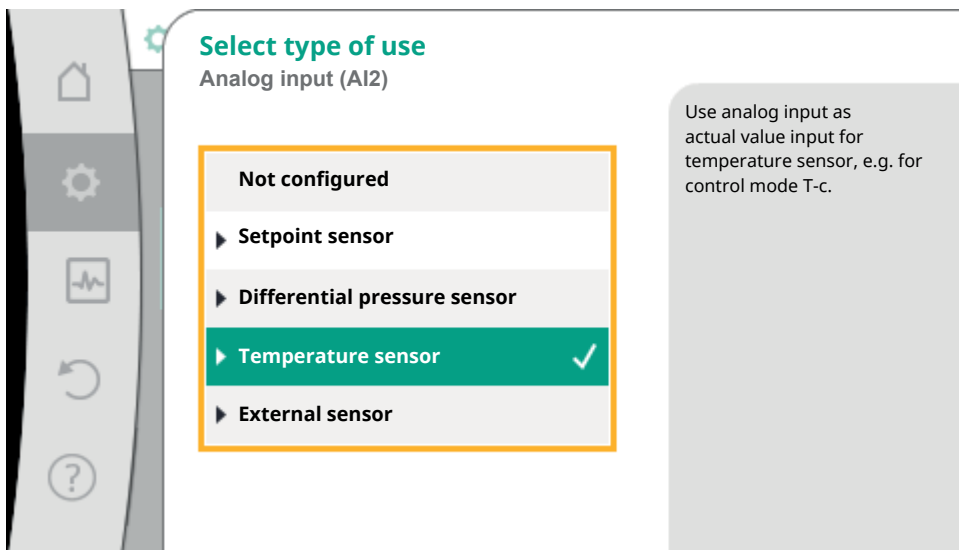 Select type of use
Analog input (AI2)
Not configured
Setpoint sensor
Differential pressure sensor
Temperature sensor
External sensor
Use analog input as
actual value input for
temperature sensor, e.g. for
control mode T-c.
?